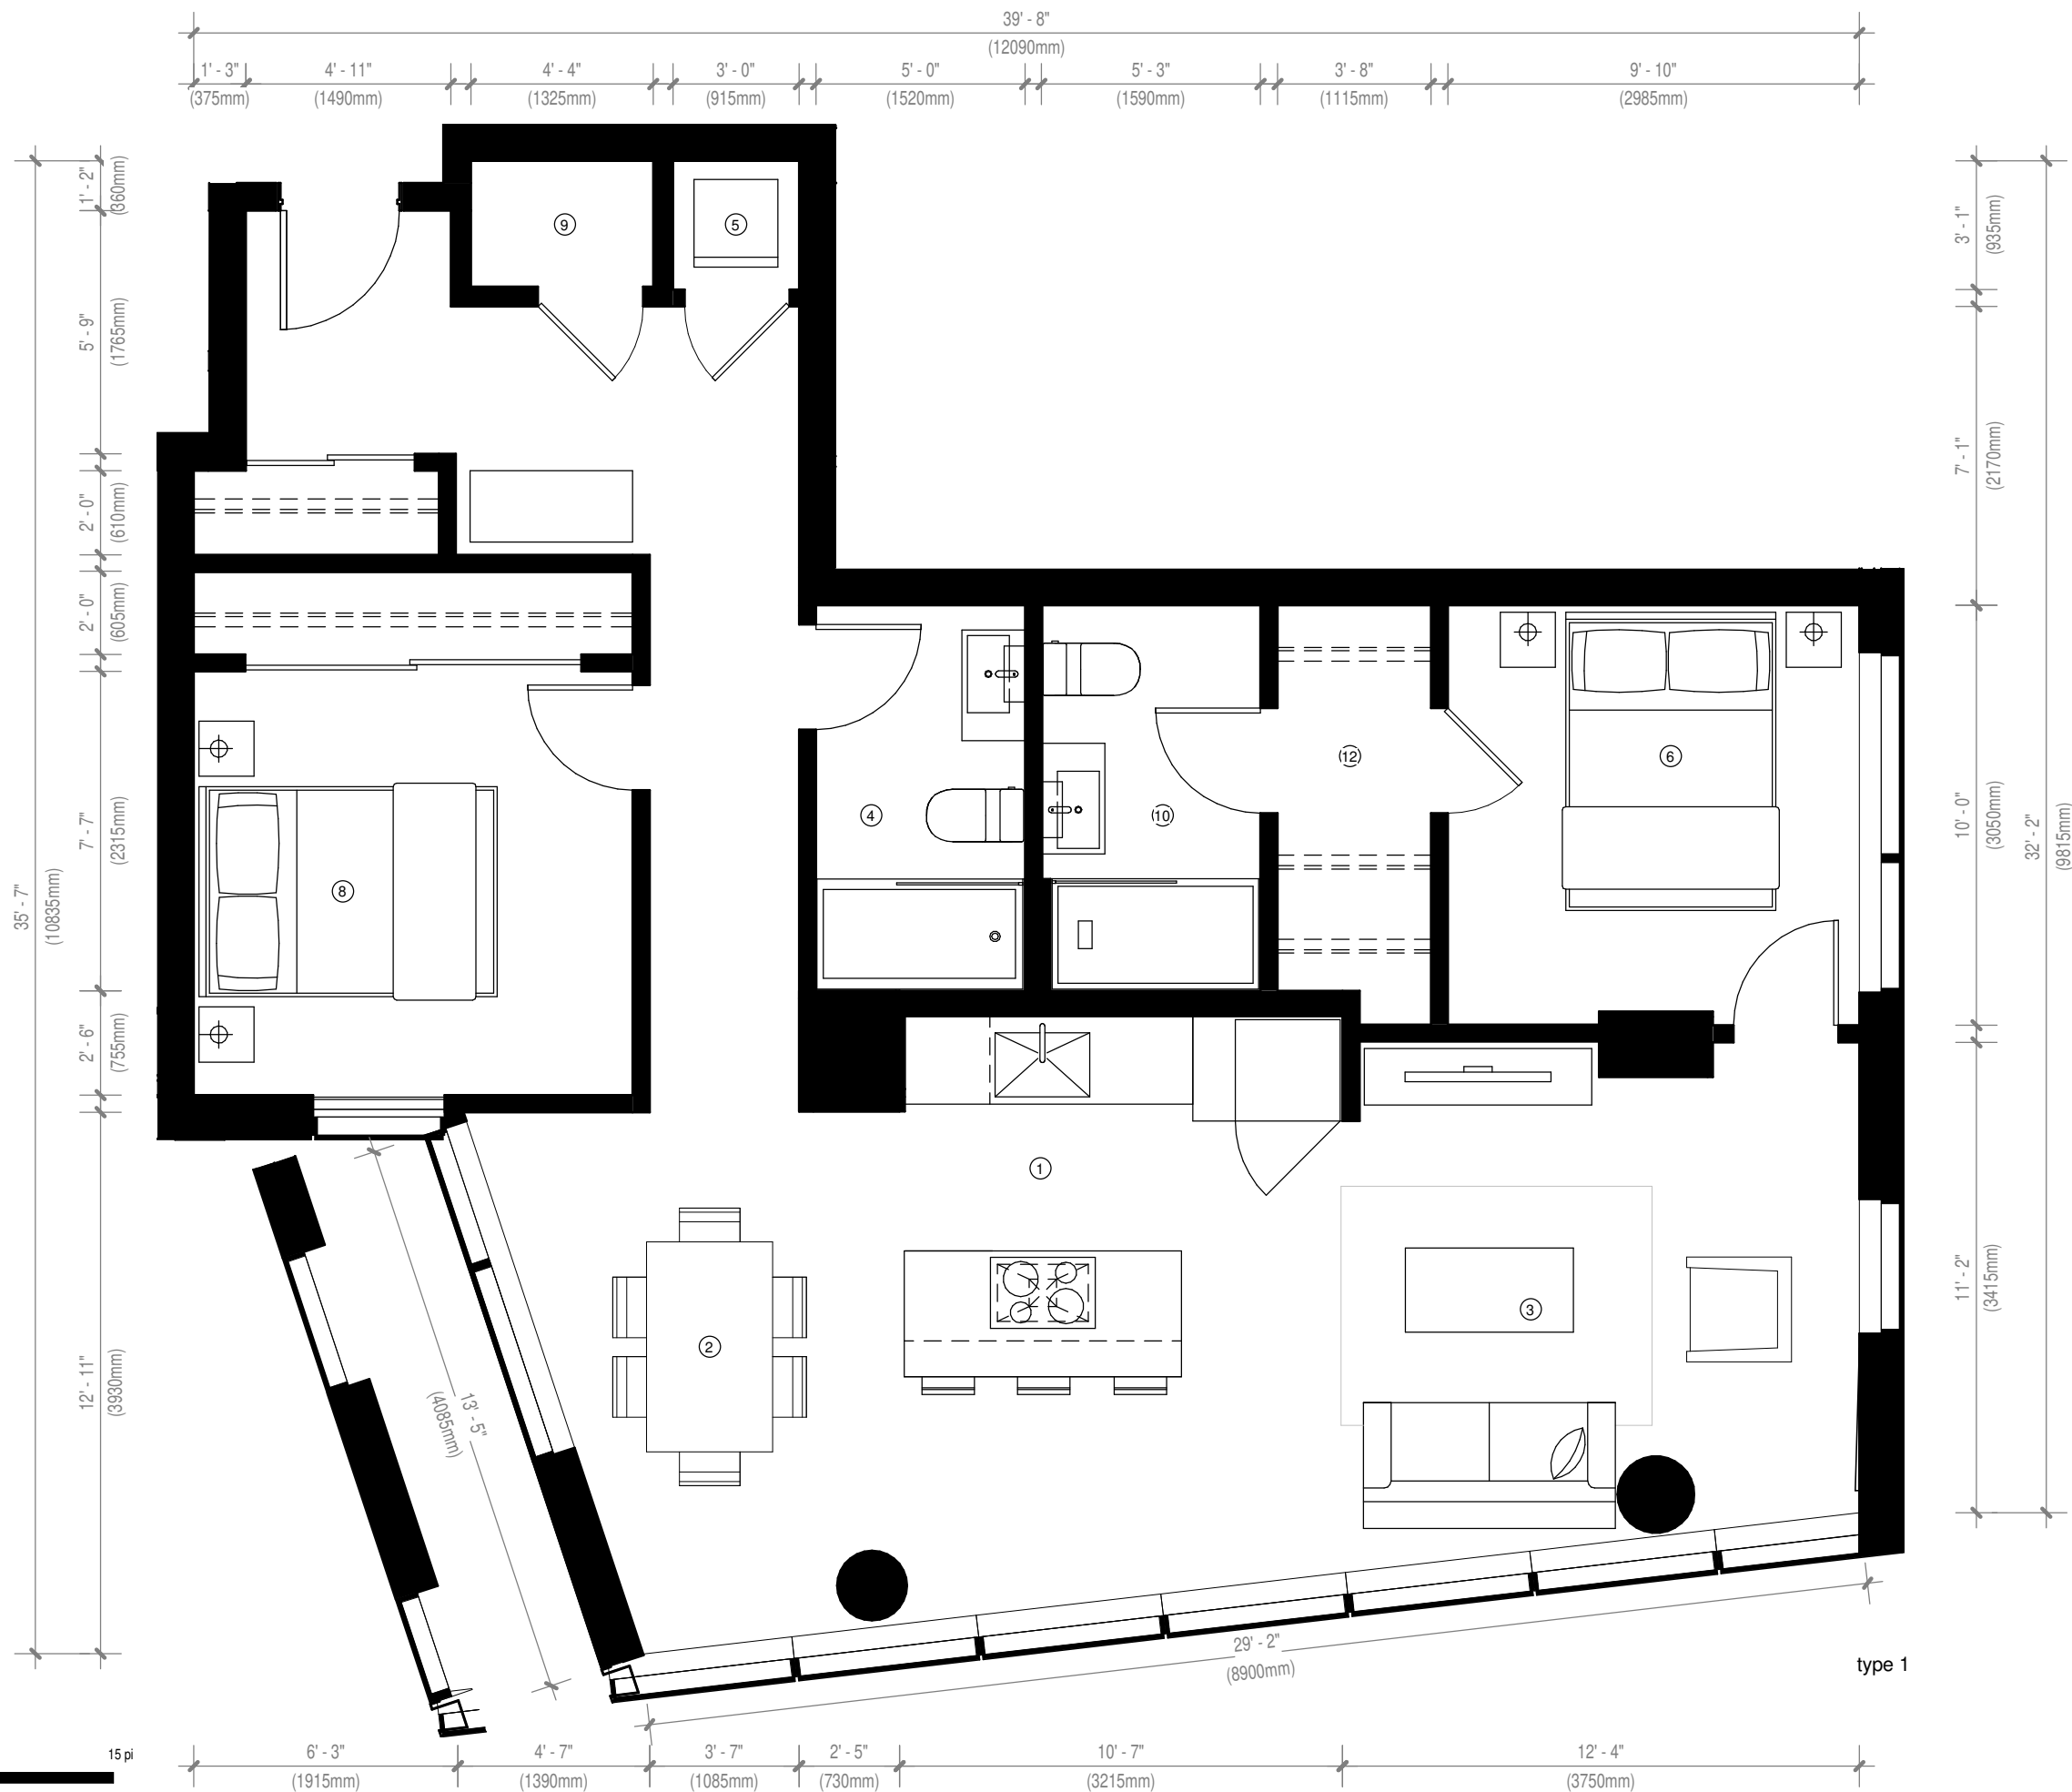 39' - 8"
(12090mm)
1' - 3" 4' - 11" 4' - 4" 3' - 0" 5' - 0" 5' - 3" 3' - 8" 9' - 10"
(375mm) (1490mm) (1325mm) (915mm) (1520mm) (1590mm) (1115mm) (2985mm)
35' - 7"
(10835mm)
1' - 2"
(360mm)
5' - 9"
(1765mm)
2' - 0"
(610mm)
2' - 0"
(605mm)
7' - 7"
(2315mm)
2' - 6"
(755mm)
12' - 11"
(3930mm)
9
5
4
10
12
6
8
1
2
3
13' - 5"
(4085mm)
29' - 2"
(8900mm)
3' - 1"
(935mm)
7' - 1"
(2170mm)
10' - 0"
(3050mm)
11' - 2"
(3415mm)
32' - 2"
(9815mm)
type 1
15 pi
6' - 3" 4' - 7" 3' - 7" 2' - 5" 10' - 7" 12' - 4"
(1915mm) (1390mm) (1085mm) (730mm) (3215mm) (3750mm)